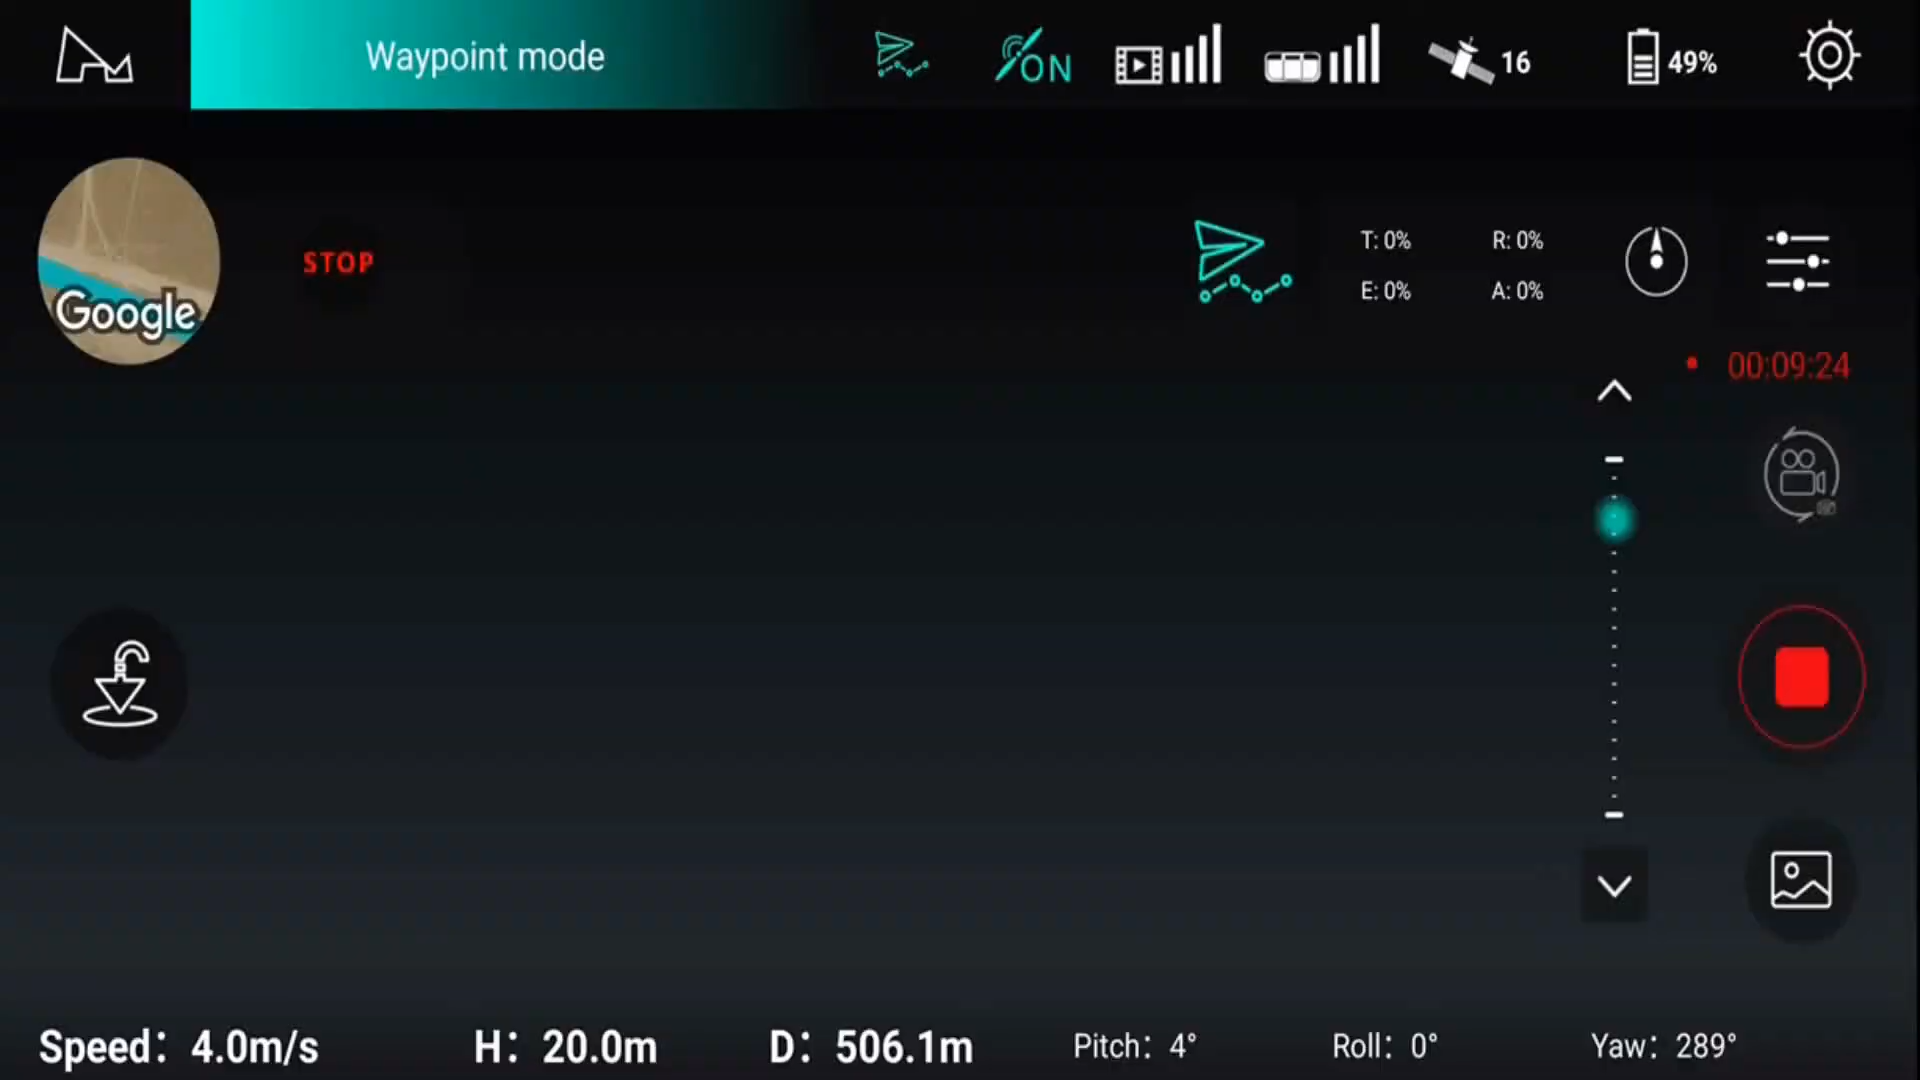 Waypoint mode
ON
16
49%
Google
STOP
T: 0%
R: 0%
E: 0%
A: 0%
00:09:24
Speed: 4.0m/s
H: 20.0m
D: 506.1m
Pitch: 4°
Roll: 0°
Yaw: 289°